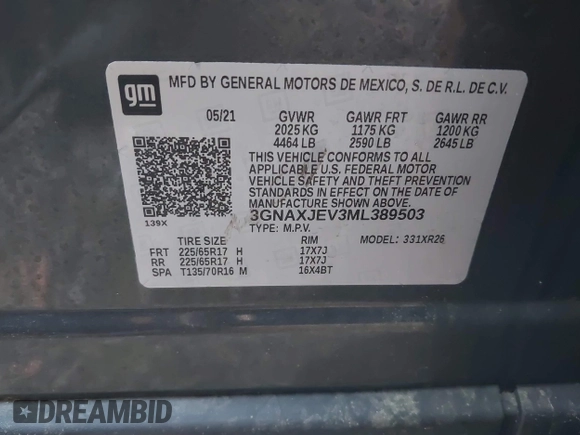 gm
MFD BY GENERAL MOTORS DE MEXICO, S. DE R.L. DE C.V.
05/21 GVWR GAWR FRT GAWR RR
2025 KG 1175 KG 1200 KG
4464 LB 2590 LB 2645 LB
THIS VEHICLE CONFORMS TO ALL
APPLICABLE U.S. FEDERAL MOTOR
VEHICLE SAFETY AND THEFT PREVENTION
STANDARDS IN EFFECT ON THE DATE OF
MANUFACTURE SHOWN ABOVE.
139X
3GNAXJEV3ML389503
TYPE: M.P.V.
TIRE SIZE RIM MODEL: 331XR26
FRT 225/65R17 H 17X7J
RR 225/65R17 H 17X7J
SPA T135/70R16 M 16X4BT
DREAMBID